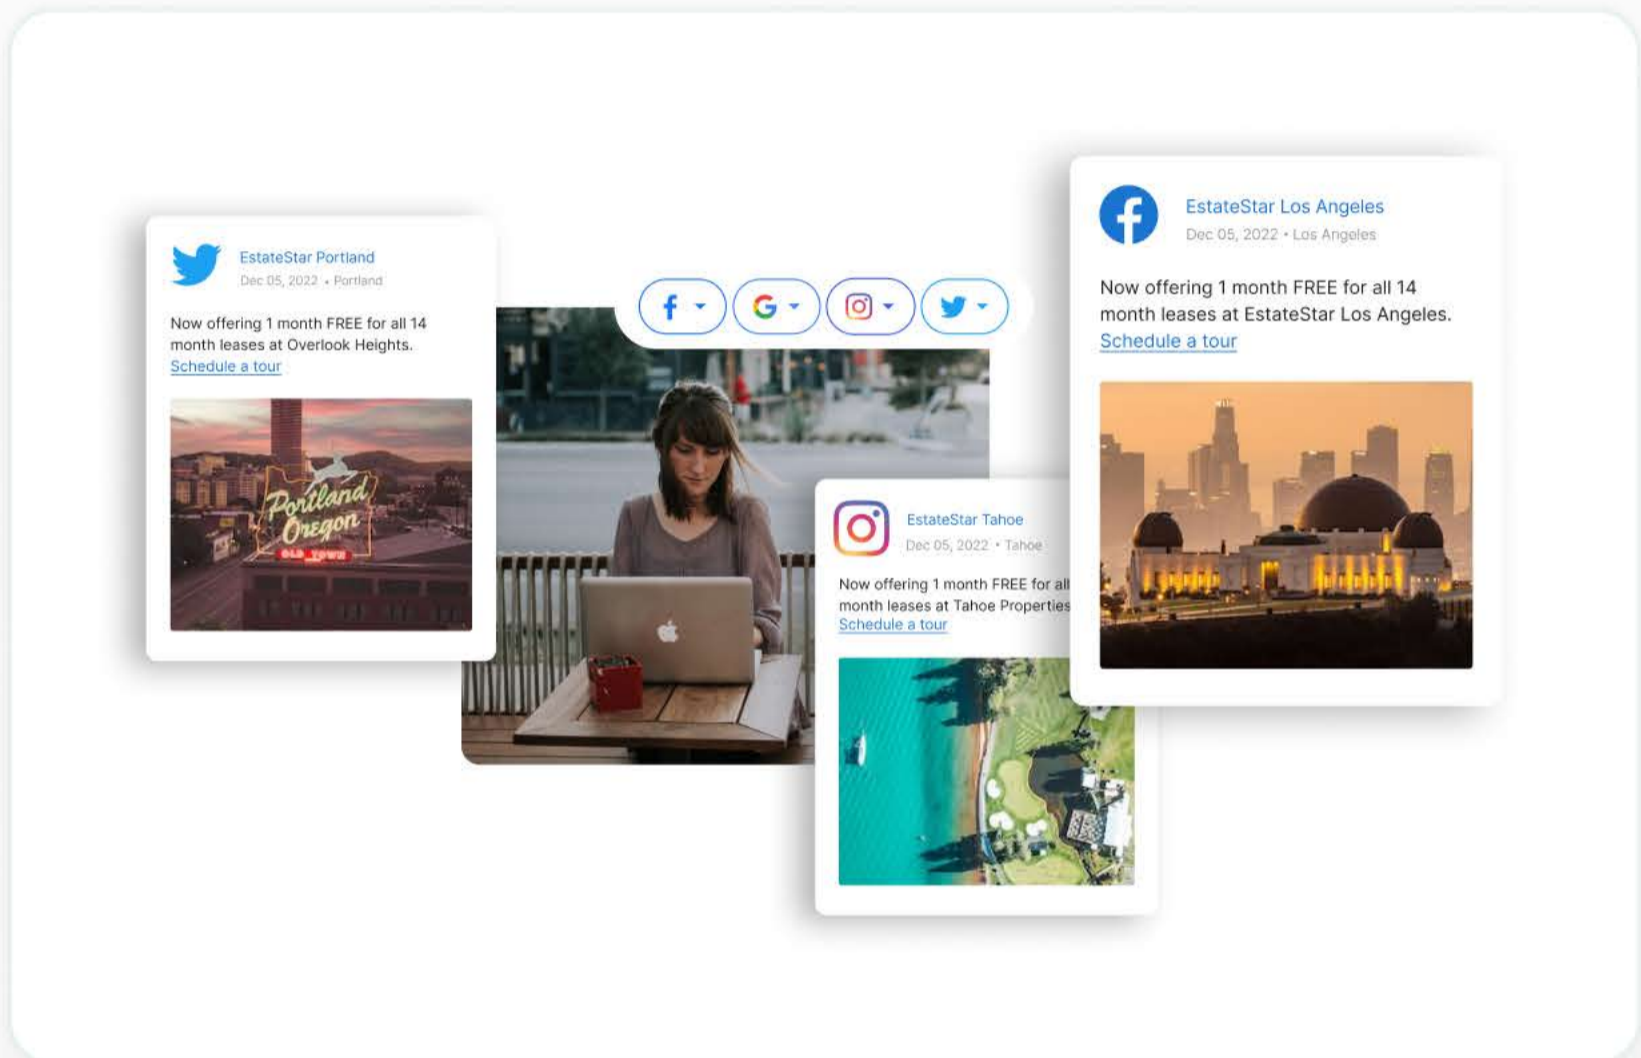 EstateStar Portland
Dec 05, 2022 • Portland
Now offering 1 month FREE for all 14
month leases at Overlook Heights.
Schedule a tour
Portland
Oregon
OLD TOWN
EstateStar Tahoe
Dec 05, 2022 • Tahoe
Now offering 1 month FREE for all
month leases at Tahoe Properties
Schedule a tour
EstateStar Los Angeles
Dec 05, 2022 • Los Angeles
Now offering 1 month FREE for all 14
month leases at EstateStar Los Angeles.
Schedule a tour